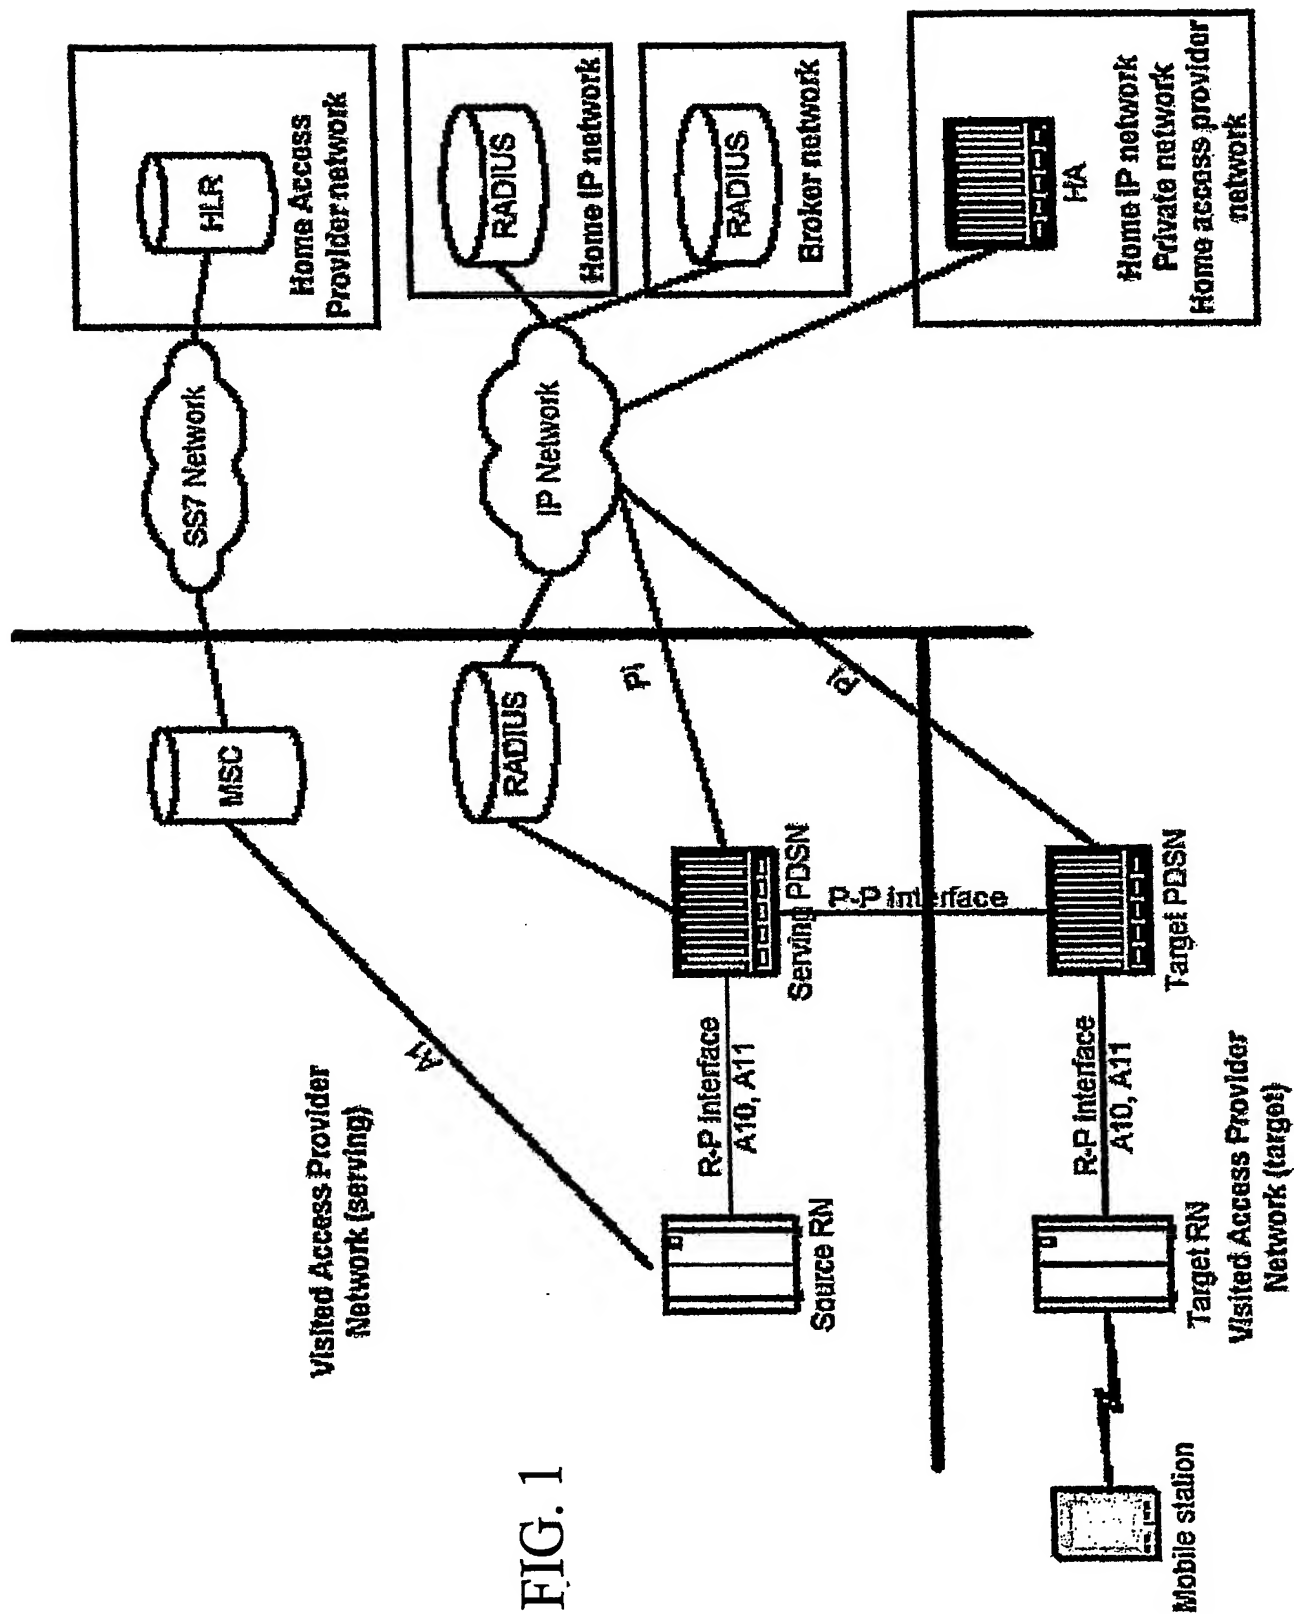 HLR
Home Access
Provider network
RADIUS
Home IP network
RADIUS
Broker network
HA
Home IP network
Private network
Home access provider
network
SS7 Network
IP Network
MSC
RADIUS
Pi
Pi
Serving PDSN
P-P interface
Target PDSN
A1
R-P interface
A10, A11
R-P interface
A10, A11
Visited Access Provider
Network (serving)
Source RN
Target RN
Visited Access Provider
Network (target)
Mobile station
FIG. 1